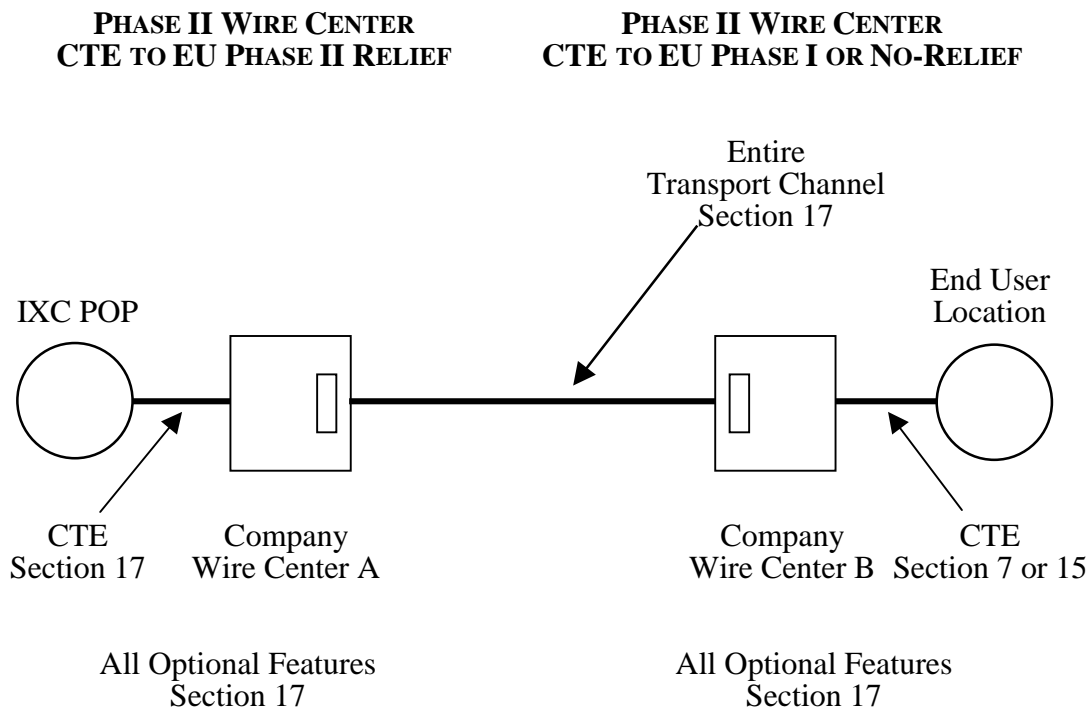 PHASE II WIRE CENTER
CTE TO EU PHASE II RELIEF
PHASE II WIRE CENTER
CTE TO EU PHASE I OR NO-RELIEF
Entire
Transport Channel
Section 17
IXC POP
End User
Location
CTE
Section 17
Company
Wire Center A
Company
Wire Center B
CTE
Section 7 or 15
All Optional Features
Section 17
All Optional Features
Section 17